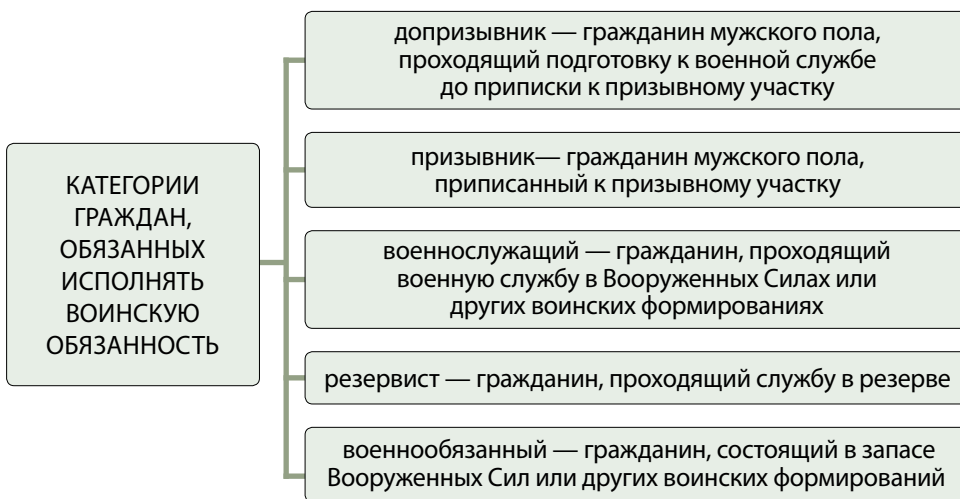 КАТЕГОРИИ
ГРАЖДАН,
ОБЯЗАННЫХ
ИСПОЛНЯТЬ
ВОИНСКУЮ
ОБЯЗАННОСТЬ
допризывник — гражданин мужского пола,
проходящий подготовку к военной службе
до приписки к призывному участку
призывник— гражданин мужского пола,
приписанный к призывному участку
военнослужащий — гражданин, проходящий
военную службу в Вооруженных Силах или
других воинских формированиях
резервист — гражданин, проходящий службу в резерве
военнообязанный — гражданин, состоящий в запасе
Вооруженных Сил или других воинских формирований